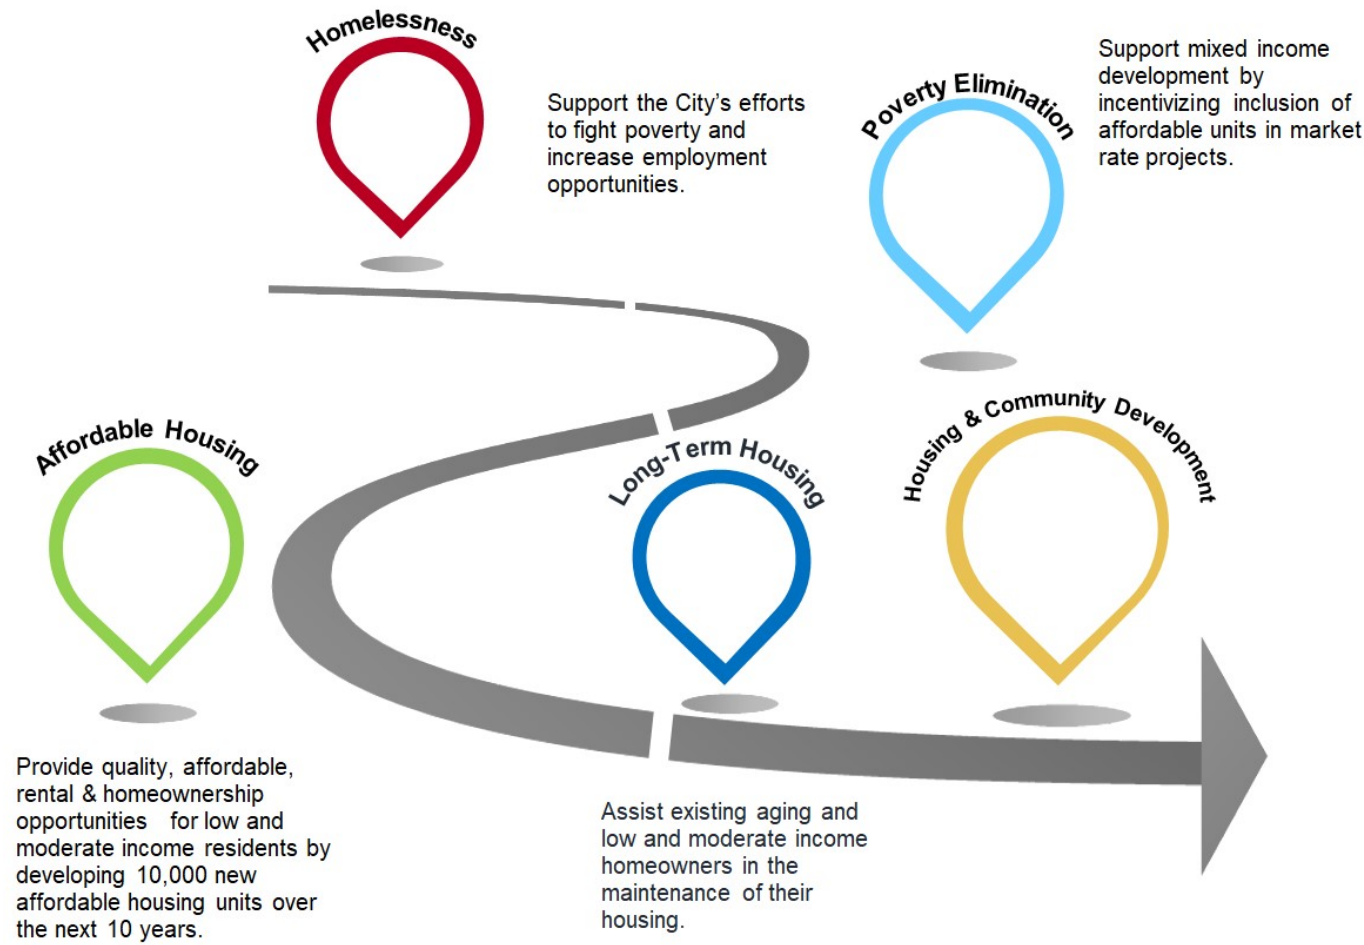 Homelessness
Support the City's efforts
to fight poverty and
increase employment
opportunities.
Poverty Elimination
Support mixed income
development by
incentivizing inclusion of
affordable units in market
rate projects.
Affordable Housing
Provide quality, affordable,
rental & homeownership
opportunities for low and
moderate income residents by
developing 10,000 new
affordable housing units over
the next 10 years.
Long-Term Housing
Assist existing aging and
low and moderate income
homeowners in the
maintenance of their
housing.
Housing & Community Development